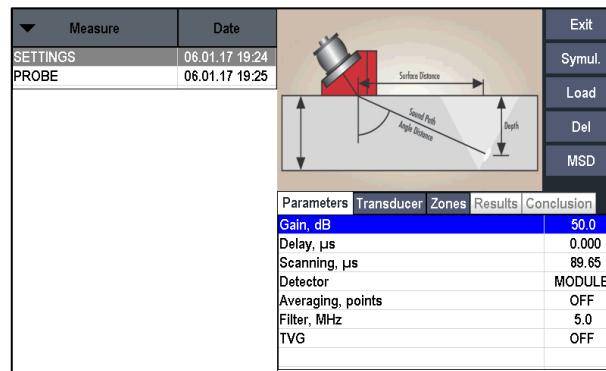 Measure Date
SETTINGS 06.01.17 19:24
PROBE 06.01.17 19:25
Surface Distance
Sound Path
Angle Distance
Depth
Exit
Symul.
Load
Del
MSD
Parameters Transducer Zones Results Conclusion
Gain, dB 50.0
Delay, µs 0.000
Scanning, µs 89.65
Detector MODULE
Averaging, points OFF
Filter, MHz 5.0
TVG OFF